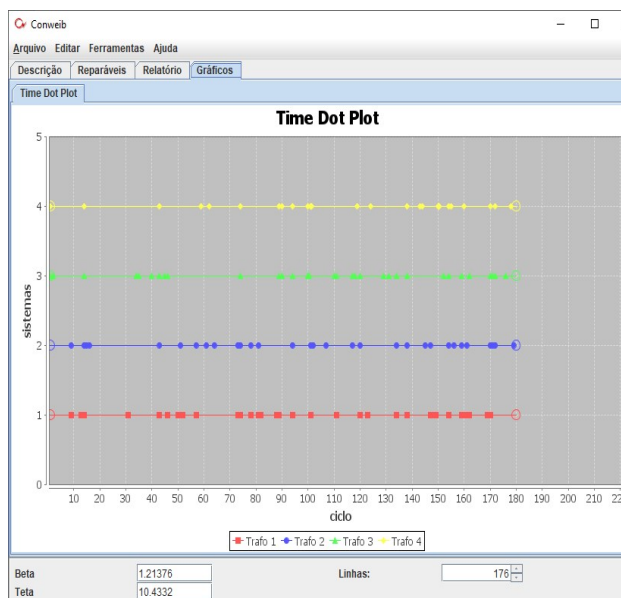 Conweib
Arquivo Editar Ferramentas Ajuda
Descrição Reparáveis Relatório Gráficos
Time Dot Plot
Time Dot Plot
5
4
3
2
1
0
sistemas
10 20 30 40 50 60 70 80 90 100 110 120 130 140 150 160 170 180 190 200 210 22
ciclo
Trafo 1 Trafo 2 Trafo 3 Trafo 4
Beta 1.21376 Linhas: 176
Teta 10.4332